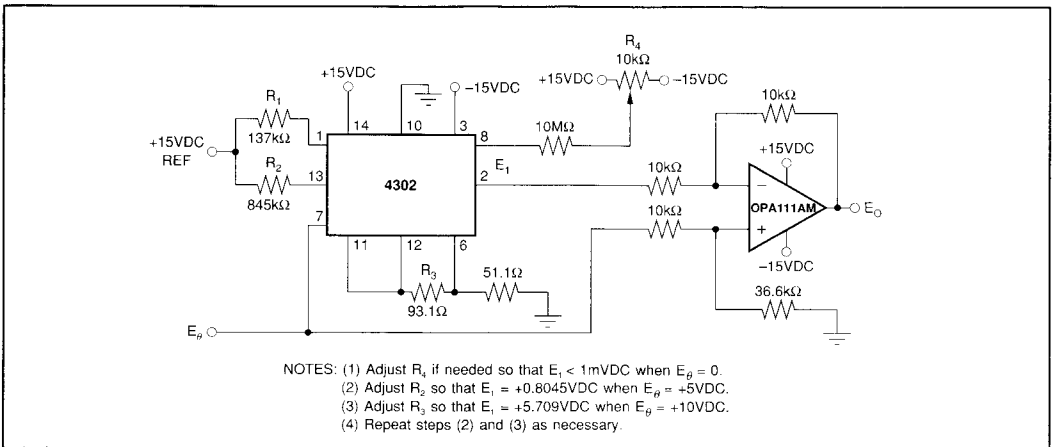 R4
10kΩ
+15VDC
-15VDC
+15VDC
-15VDC
10kΩ
R1
137kΩ
+15VDC
REF
R2
845kΩ
1
14
10
3
8
10MΩ
13
4302
2
E1
10kΩ
+15VDC
−
OPA111AM
EO
7
10kΩ
+
-15VDC
11
12
6
R3
93.1Ω
51.1Ω
36.6kΩ
Eθ
NOTES: (1) Adjust R4 if needed so that E1 < 1mVDC when Eθ = 0.
(2) Adjust R2 so that E1 = +0.8045VDC when Eθ = +5VDC.
(3) Adjust R3 so that E1 = +5.709VDC when Eθ = +10VDC.
(4) Repeat steps (2) and (3) as necessary.